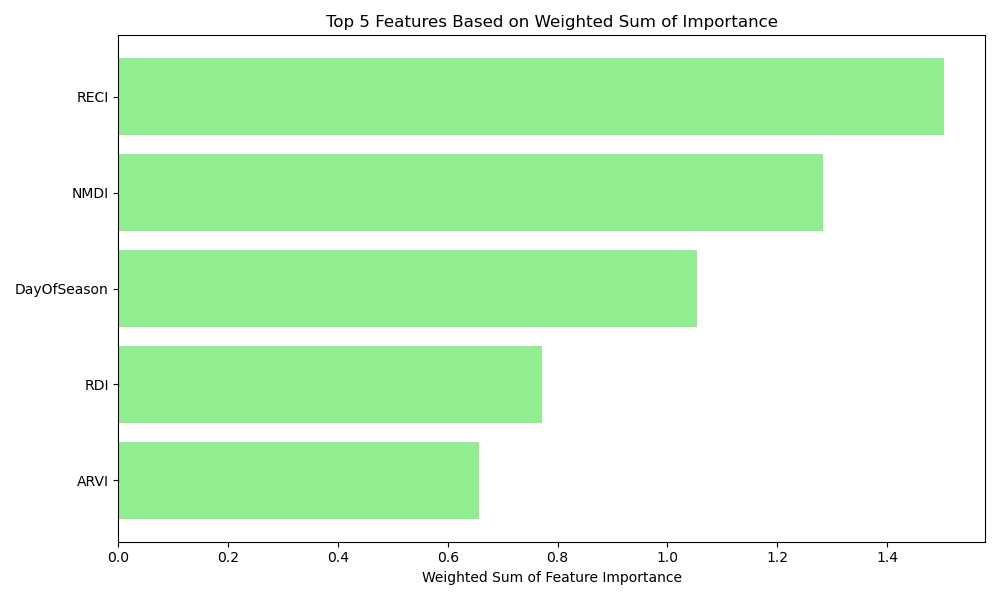 Top 5 Features Based on Weighted Sum of Importance
RECI
NMDI
DayOfSeason
RDI
ARVI
0.0 0.2 0.4 0.6 0.8 1.0 1.2 1.4
Weighted Sum of Feature Importance